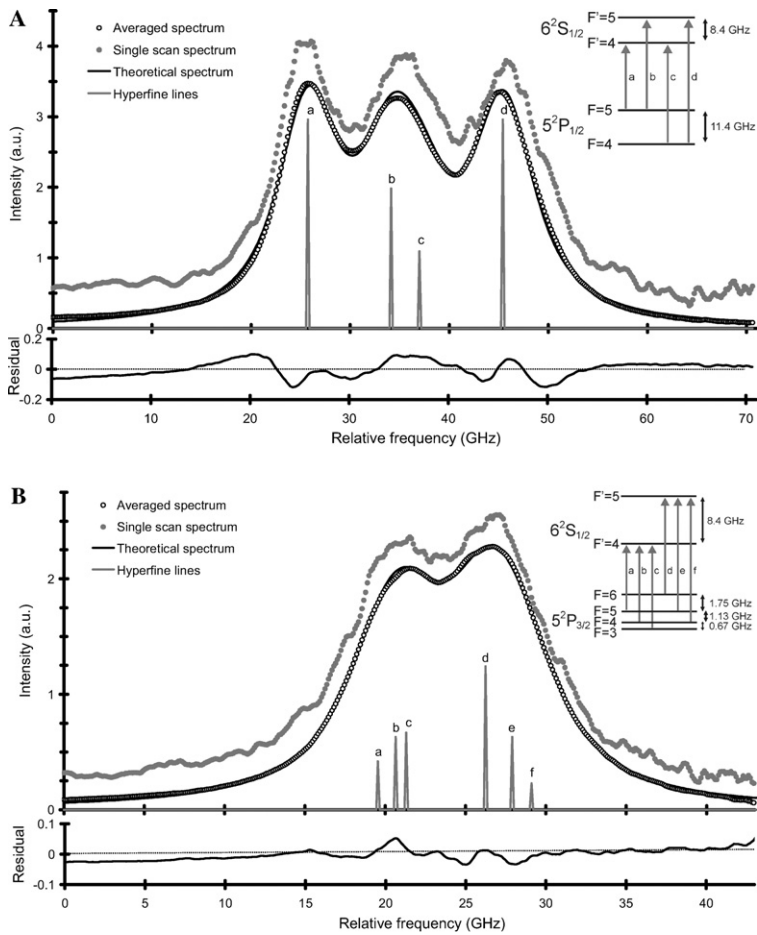 A
Averaged spectrum
Single scan spectrum
Theoretical spectrum
Hyperfine lines
Intensity (a.u.)
4
3
2
1
0
a
b
c
d
6²S1/2
F'=5
F'=4
8.4 GHz
a b c d
5²P1/2
F=5
F=4
11.4 GHz
Residual
0.2
0
-0.2
0 10 20 30 40 50 60 70
Relative frequency (GHz)
B
Averaged spectrum
Single scan spectrum
Theoretical spectrum
Hyperfine lines
Intensity (a.u.)
2
1
0
a
b
c
d
e
f
F'=5
6²S1/2
F'=4
8.4 GHz
a b c d e f
F=6
F=5
5²P3/2
F=4
F=3
1.75 GHz
1.13 GHz
0.67 GHz
Residual
0.1
0
-0.1
0 5 10 15 20 25 30 35 40
Relative frequency (GHz)